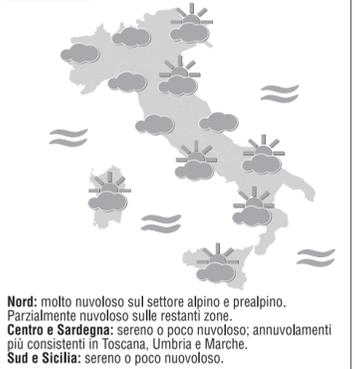 Nord: molto nuvoloso sul settore alpino e prealpino.
Parzialmente nuvoloso sulle restanti zone.
Centro e Sardegna: sereno o poco nuvoloso; annuvolamenti
più consistenti in Toscana, Umbria e Marche.
Sud e Sicilia: sereno o poco nuovoloso.